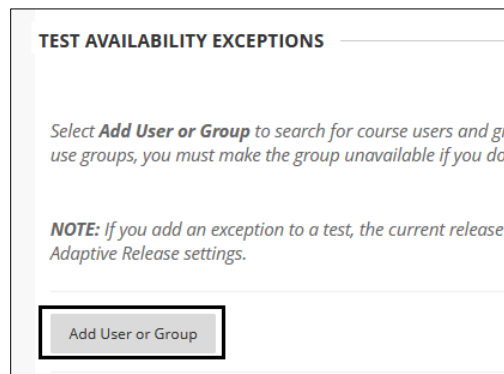 TEST AVAILABILITY EXCEPTIONS
Select Add User or Group to search for course users and g
use groups, you must make the group unavailable if you do
NOTE: If you add an exception to a test, the current release
Adaptive Release settings.
Add User or Group